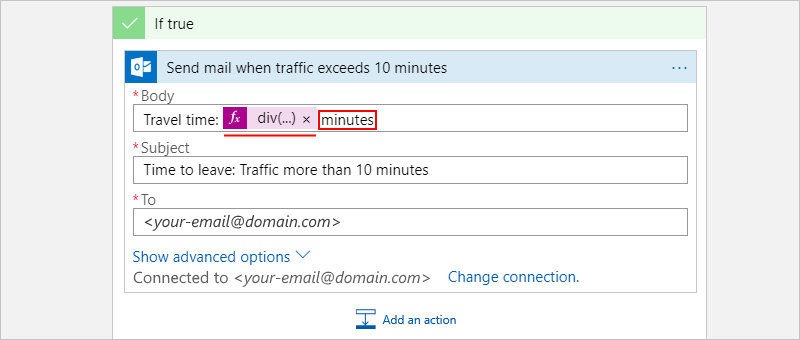 If true
Send mail when traffic exceeds 10 minutes ...
*Body
Travel time: fx div(...) × minutes
*Subject
Time to leave: Traffic more than 10 minutes
*To
<your-email@domain.com>
Show advanced options
Connected to <your-email@domain.com> Change connection.
Add an action